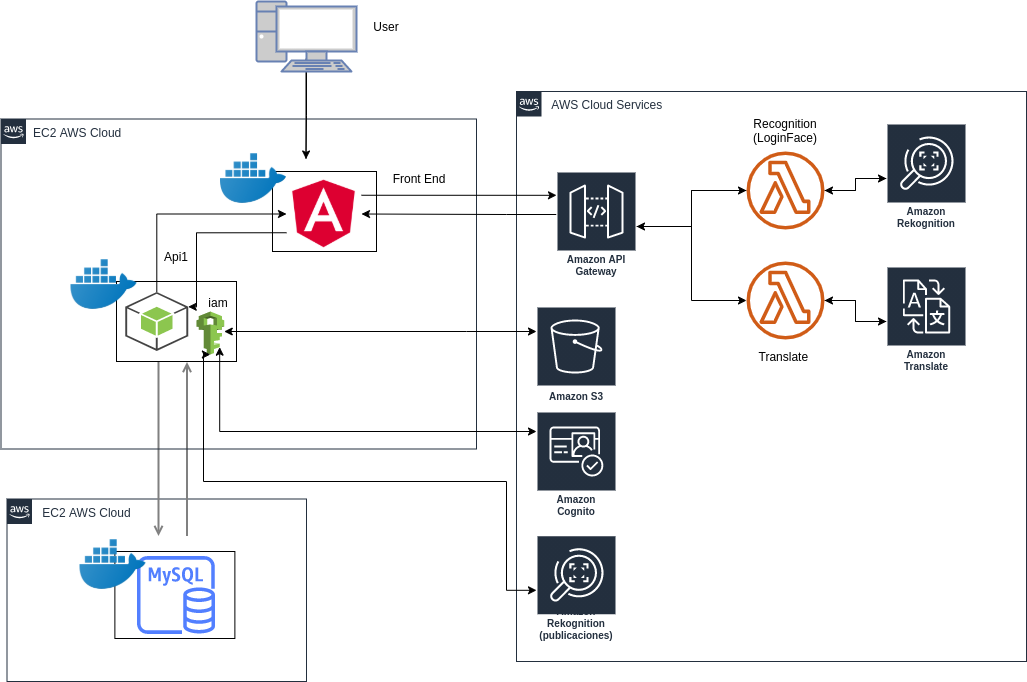 User
aws
AWS Cloud Services
aws
EC2 AWS Cloud
Recognition
(LoginFace)
Front End
Amazon
Rekognition
Api1
Amazon API
Gateway
iam
A
文
Translate
Amazon
Translate
Amazon S3
Amazon
Cognito
aws
EC2 AWS Cloud
MySQL
Amazon
Rekognition
(publicaciones)